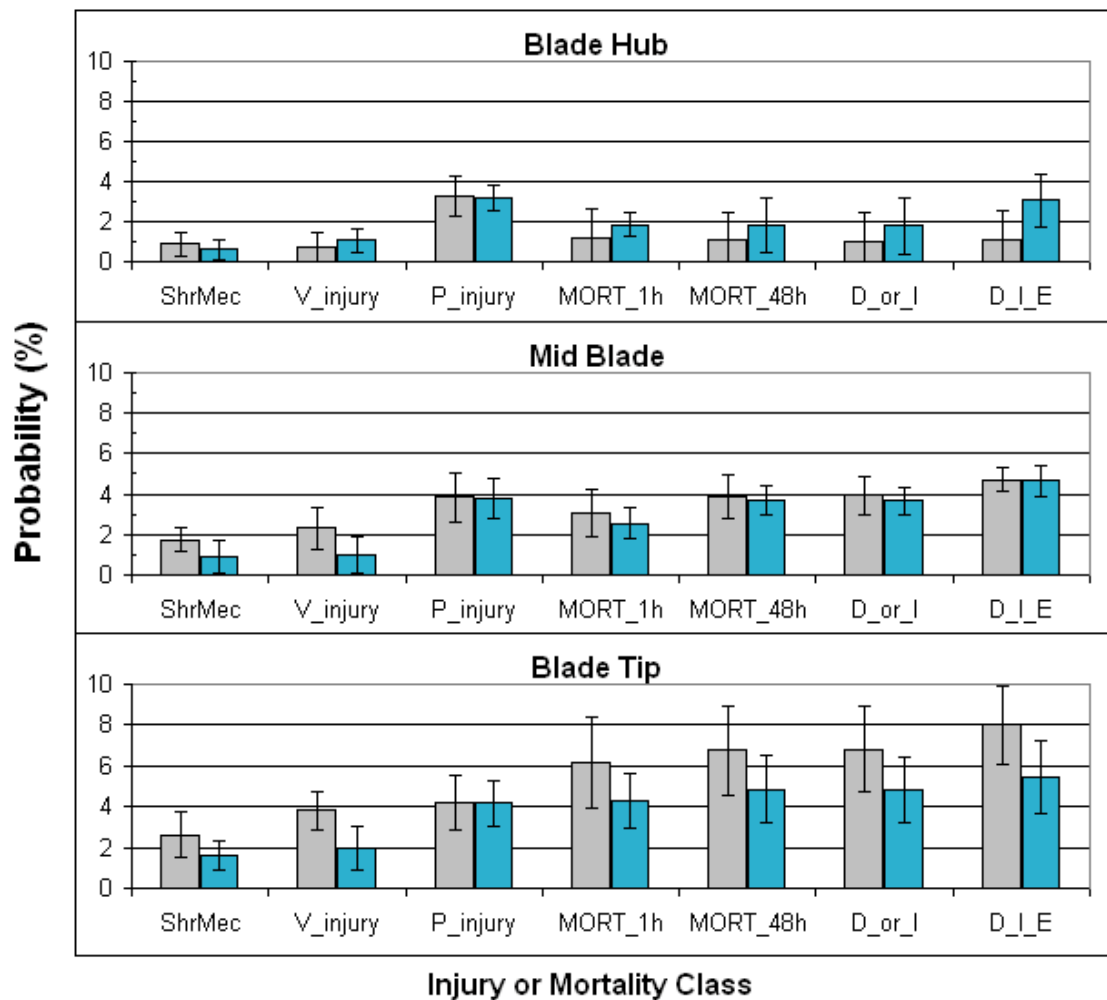 Blade Hub
10
8
6
4
2
0
ShrMec V_injury P_injury MORT_1h MORT_48h D_or_I D_I_E
Mid Blade
10
8
6
4
2
0
ShrMec V_injury P_injury MORT_1h MORT_48h D_or_I D_I_E
Blade Tip
10
8
6
4
2
0
ShrMec V_injury P_injury MORT_1h MORT_48h D_or_I D_I_E
Probability (%)
Injury or Mortality Class